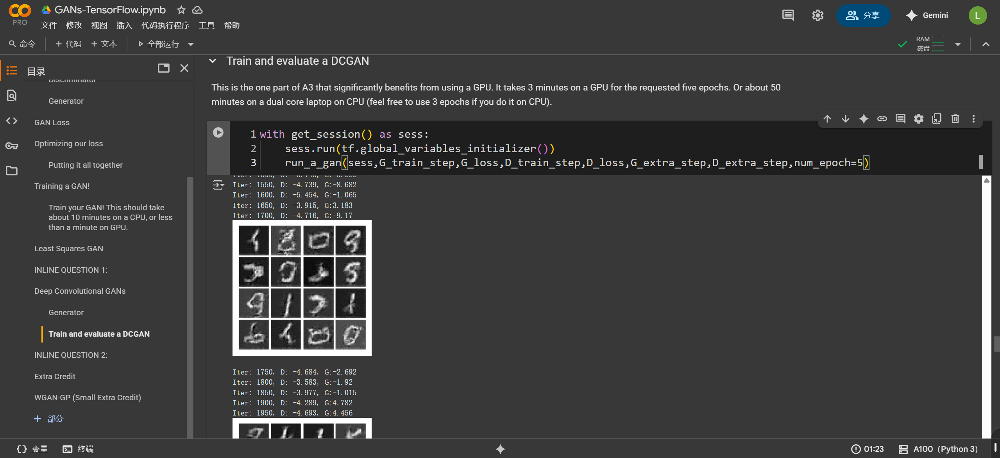 PRO
GANs-TensorFlow.ipynb
文件 修改 视图 插入 代码执行程序 工具 帮助
分享
Gemini
L
命令 + 代码 + 文本 全部运行
RAM
磁盘
目录
Discriminator
Generator
GAN Loss
Optimizing our loss
Putting it all together
Training a GAN!
Train your GAN! This should take
about 10 minutes on a CPU, or less
than a minute on GPU.
Least Squares GAN
INLINE QUESTION 1:
Deep Convolutional GANs
Generator
Train and evaluate a DCGAN
INLINE QUESTION 2:
Extra Credit
WGAN-GP (Small Extra Credit)
+ 部分
Train and evaluate a DCGAN
This is the one part of A3 that significantly benefits from using a GPU. It takes 3 minutes on a GPU for the requested five epochs. Or about 50
minutes on a dual core laptop on CPU (feel free to use 3 epochs if you do it on CPU).
1 with get_session() as sess:
2 sess.run(tf.global_variables_initializer())
3 run_a_gan(sess,G_train_step,G_loss,D_train_step,D_loss,G_extra_step,D_extra_step,num_epoch=5)
Iter: 1550, D: -4.739, G:-8.682
Iter: 1600, D: -5.454, G:-1.065
Iter: 1650, D: -3.915, G:3.183
Iter: 1700, D: -4.716, G:-9.17
Iter: 1750, D: -4.684, G:-2.692
Iter: 1800, D: -3.583, G:-1.92
Iter: 1850, D: -3.977, G:-1.015
Iter: 1900, D: -4.289, G:4.782
Iter: 1950, D: -4.693, G:4.456
变量 终端
01:23 A100 (Python 3)